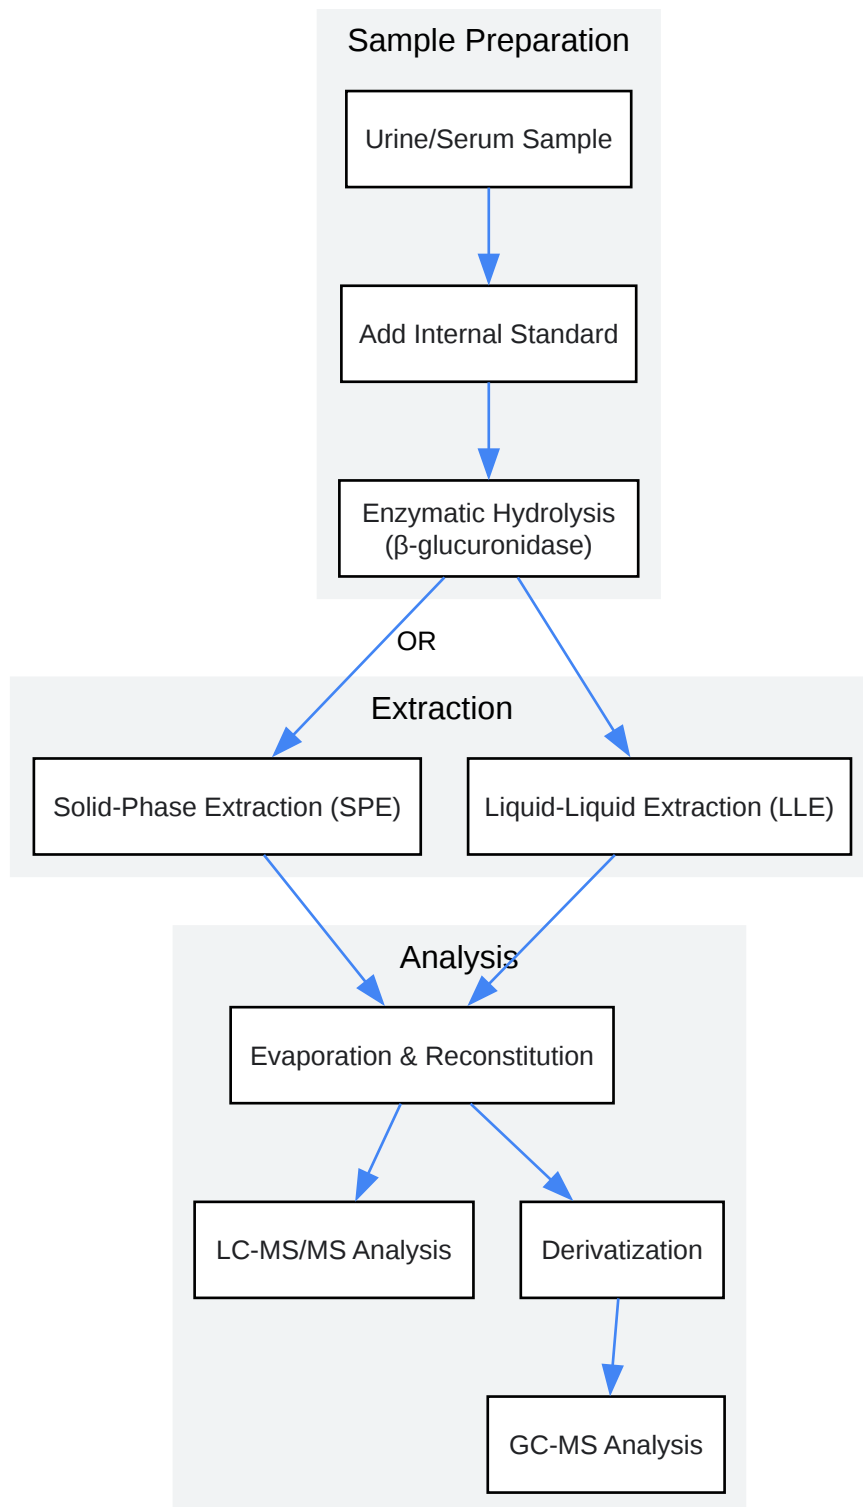 Sample Preparation
Urine/Serum Sample
Add Internal Standard
Enzymatic Hydrolysis
(β-glucuronidase)
OR
Extraction
Solid-Phase Extraction (SPE)
Liquid-Liquid Extraction (LLE)
Analysis
Evaporation & Reconstitution
LC-MS/MS Analysis
Derivatization
GC-MS Analysis